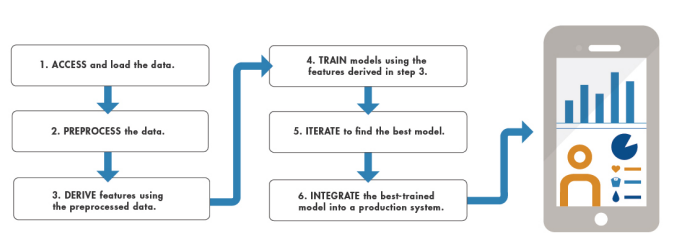 1. ACCESS and load the data.
2. PREPROCESS the data.
3. DERIVE features using
the preprocessed data.
4. TRAIN models using the
features derived in step 3.
5. ITERATE to find the best model.
6. INTEGRATE the best-trained
model into a production system.